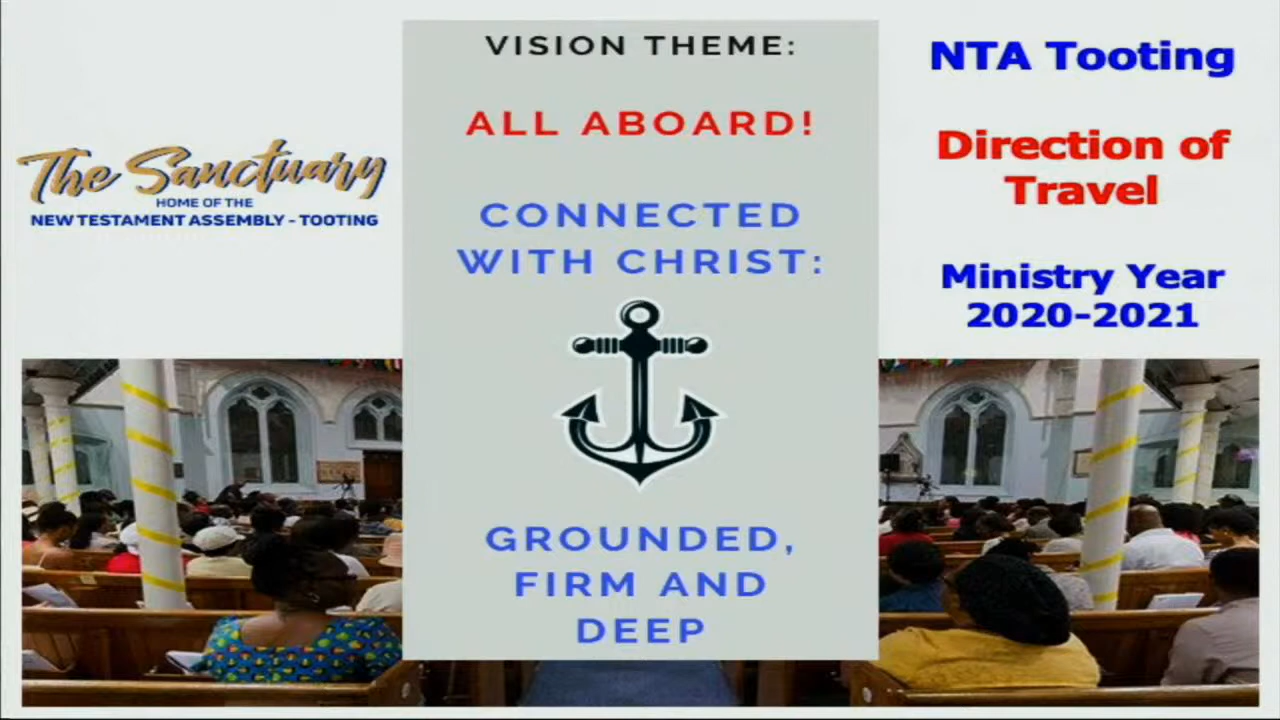 The Sanctuary
HOME OF THE
NEW TESTAMENT ASSEMBLY - TOOTING
VISION THEME:
ALL ABOARD!
CONNECTED
WITH CHRIST:
GROUNDED,
FIRM AND
DEEP
NTA Tooting
Direction of
Travel
Ministry Year
2020-2021